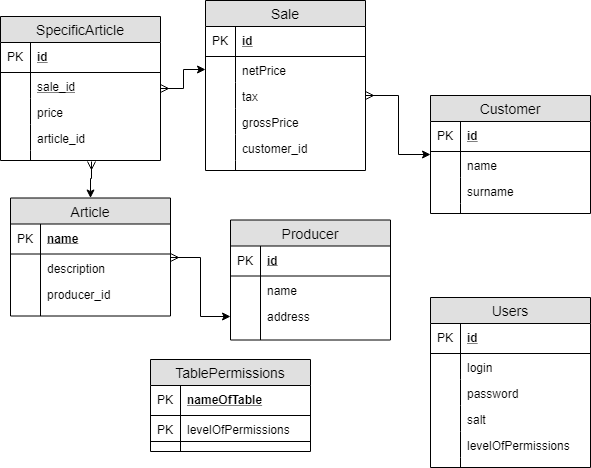 SpecificArticle
PK id
sale_id
price
article_id
Sale
PK id
netPrice
tax
grossPrice
customer_id
Customer
PK id
name
surname
Article
PK name
description
producer_id
Producer
PK id
name
address
TablePermissions
PK nameOfTable
PK levelOfPermissions
Users
PK id
login
password
salt
levelOfPermissions